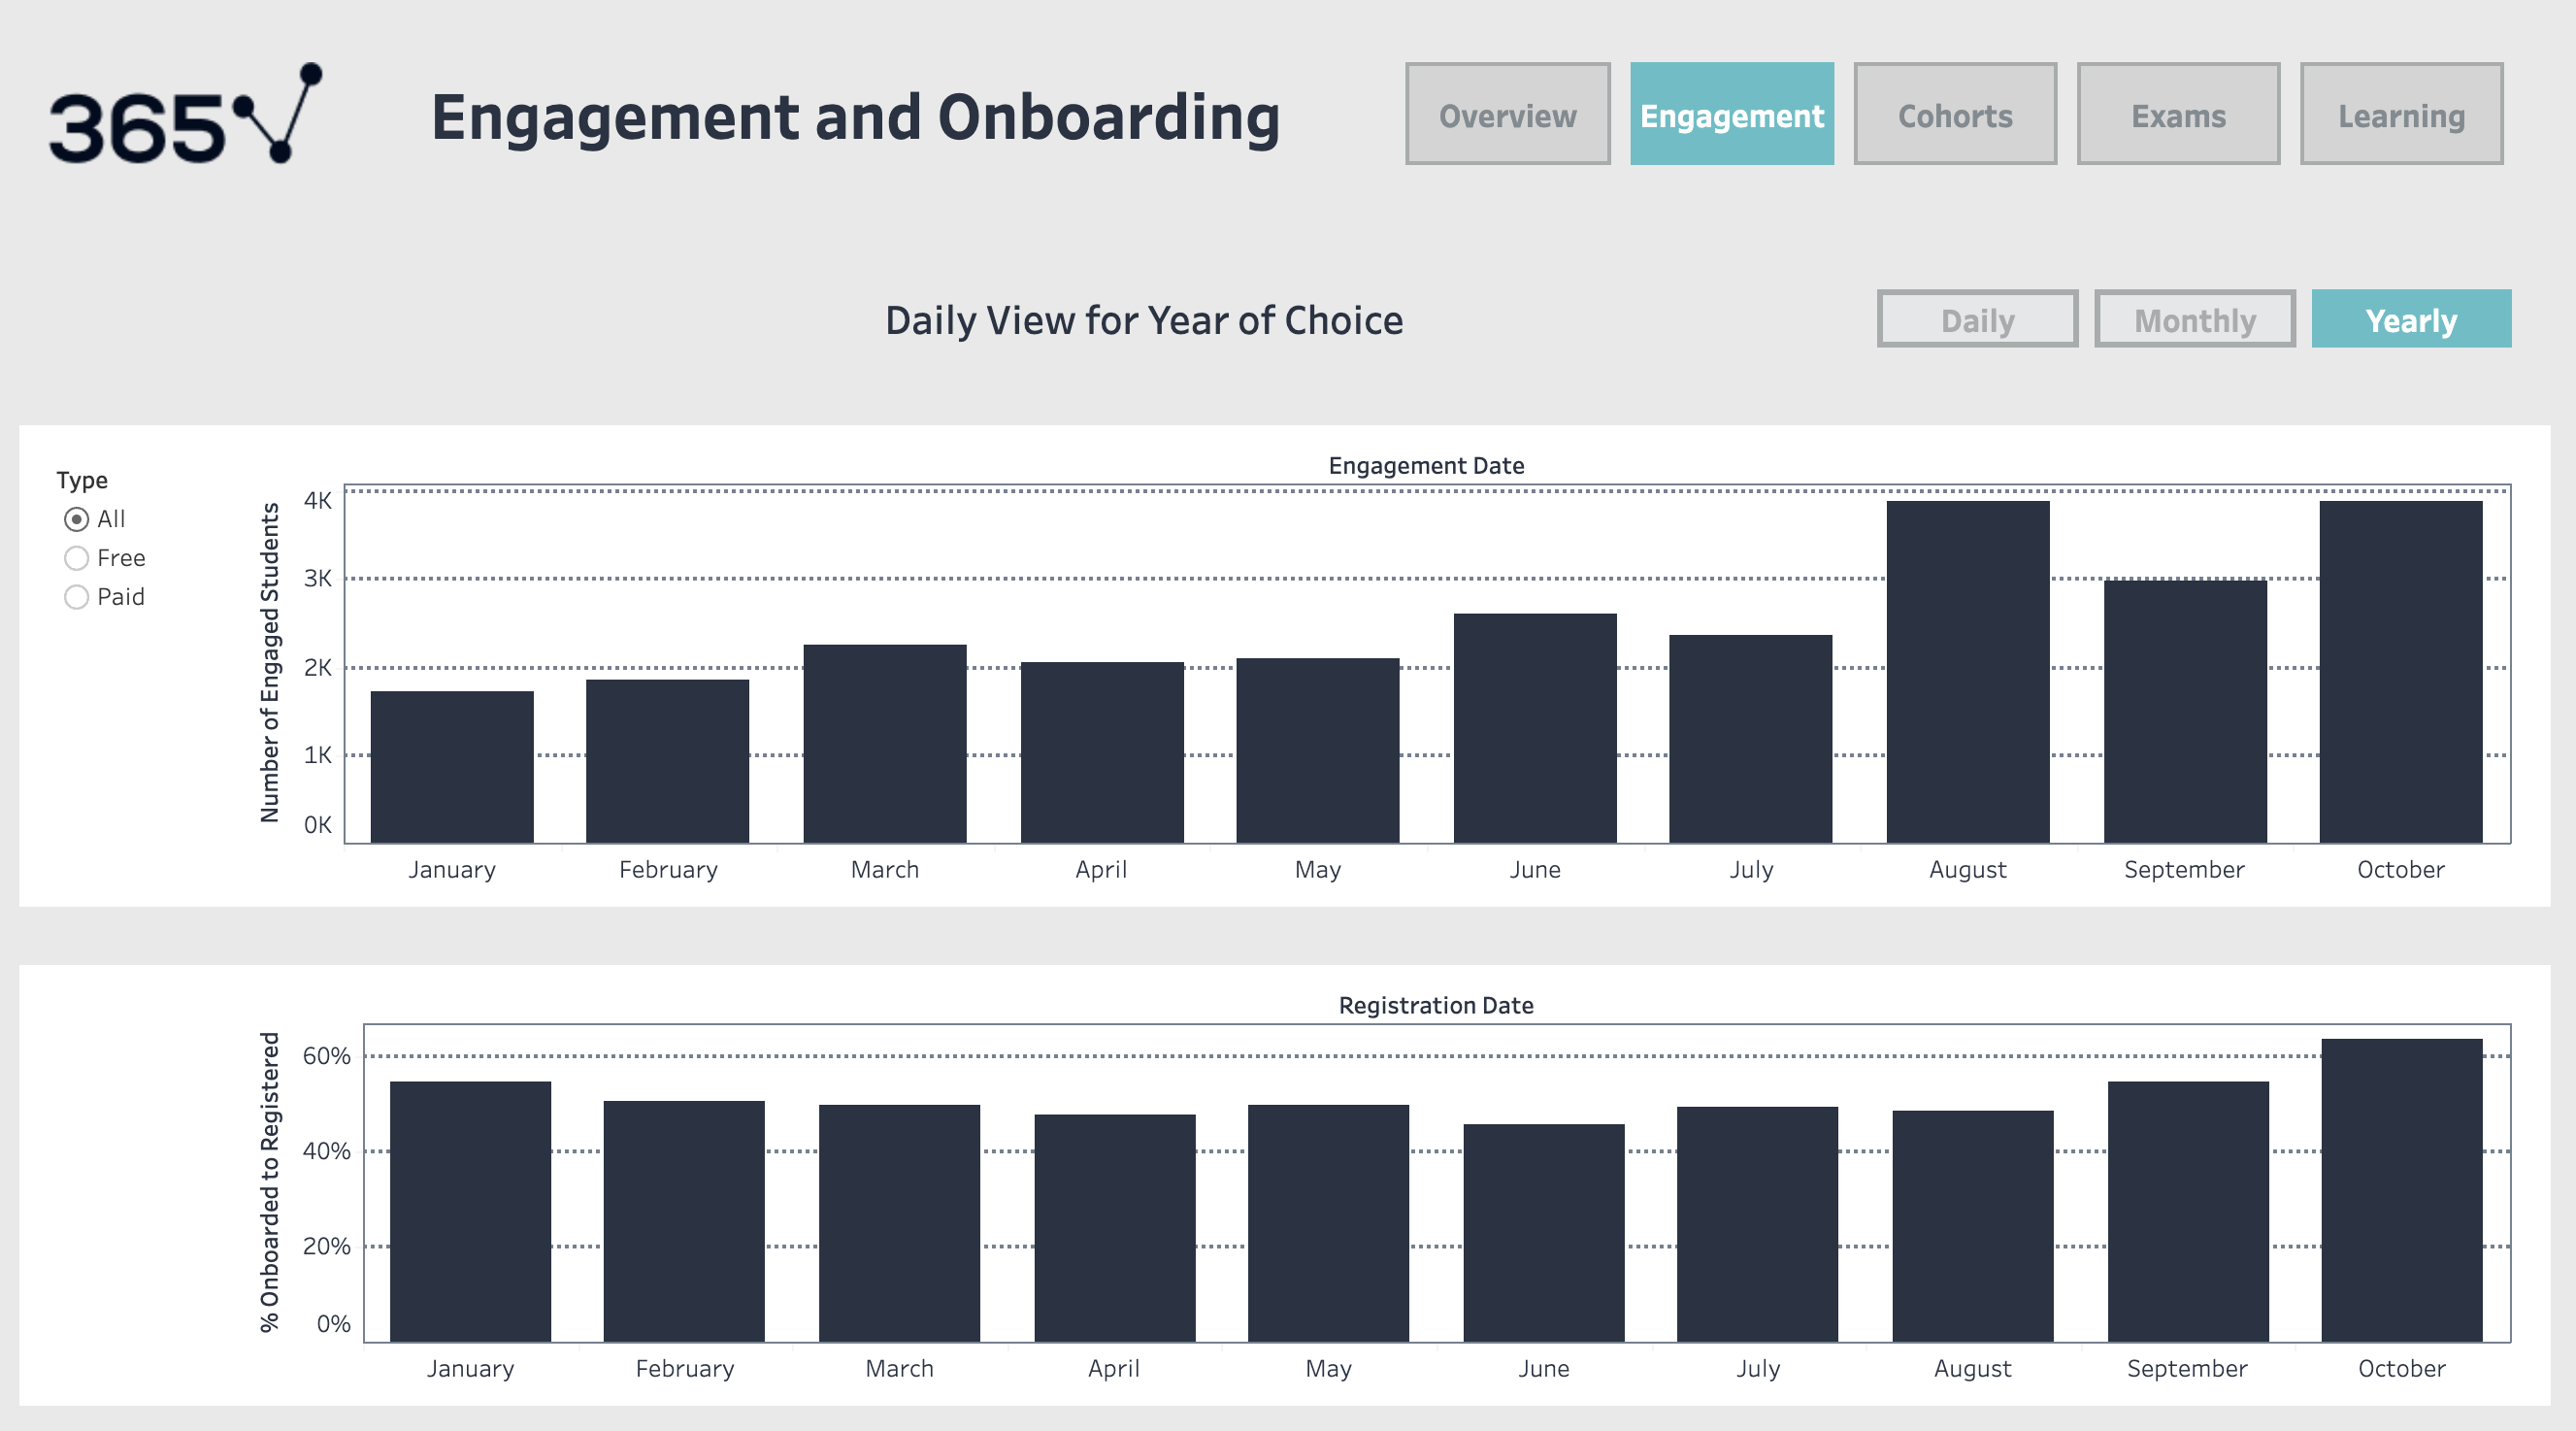 365
Engagement and Onboarding
Overview
Engagement
Cohorts
Exams
Learning
Daily View for Year of Choice
Daily
Monthly
Yearly
Type
All
Free
Paid
Engagement Date
Number of Engaged Students
4K
3K
2K
1K
0K
January February March April May June July August September October
Registration Date
% Onboarded to Registered
60%
40%
20%
0%
January February March April May June July August September October